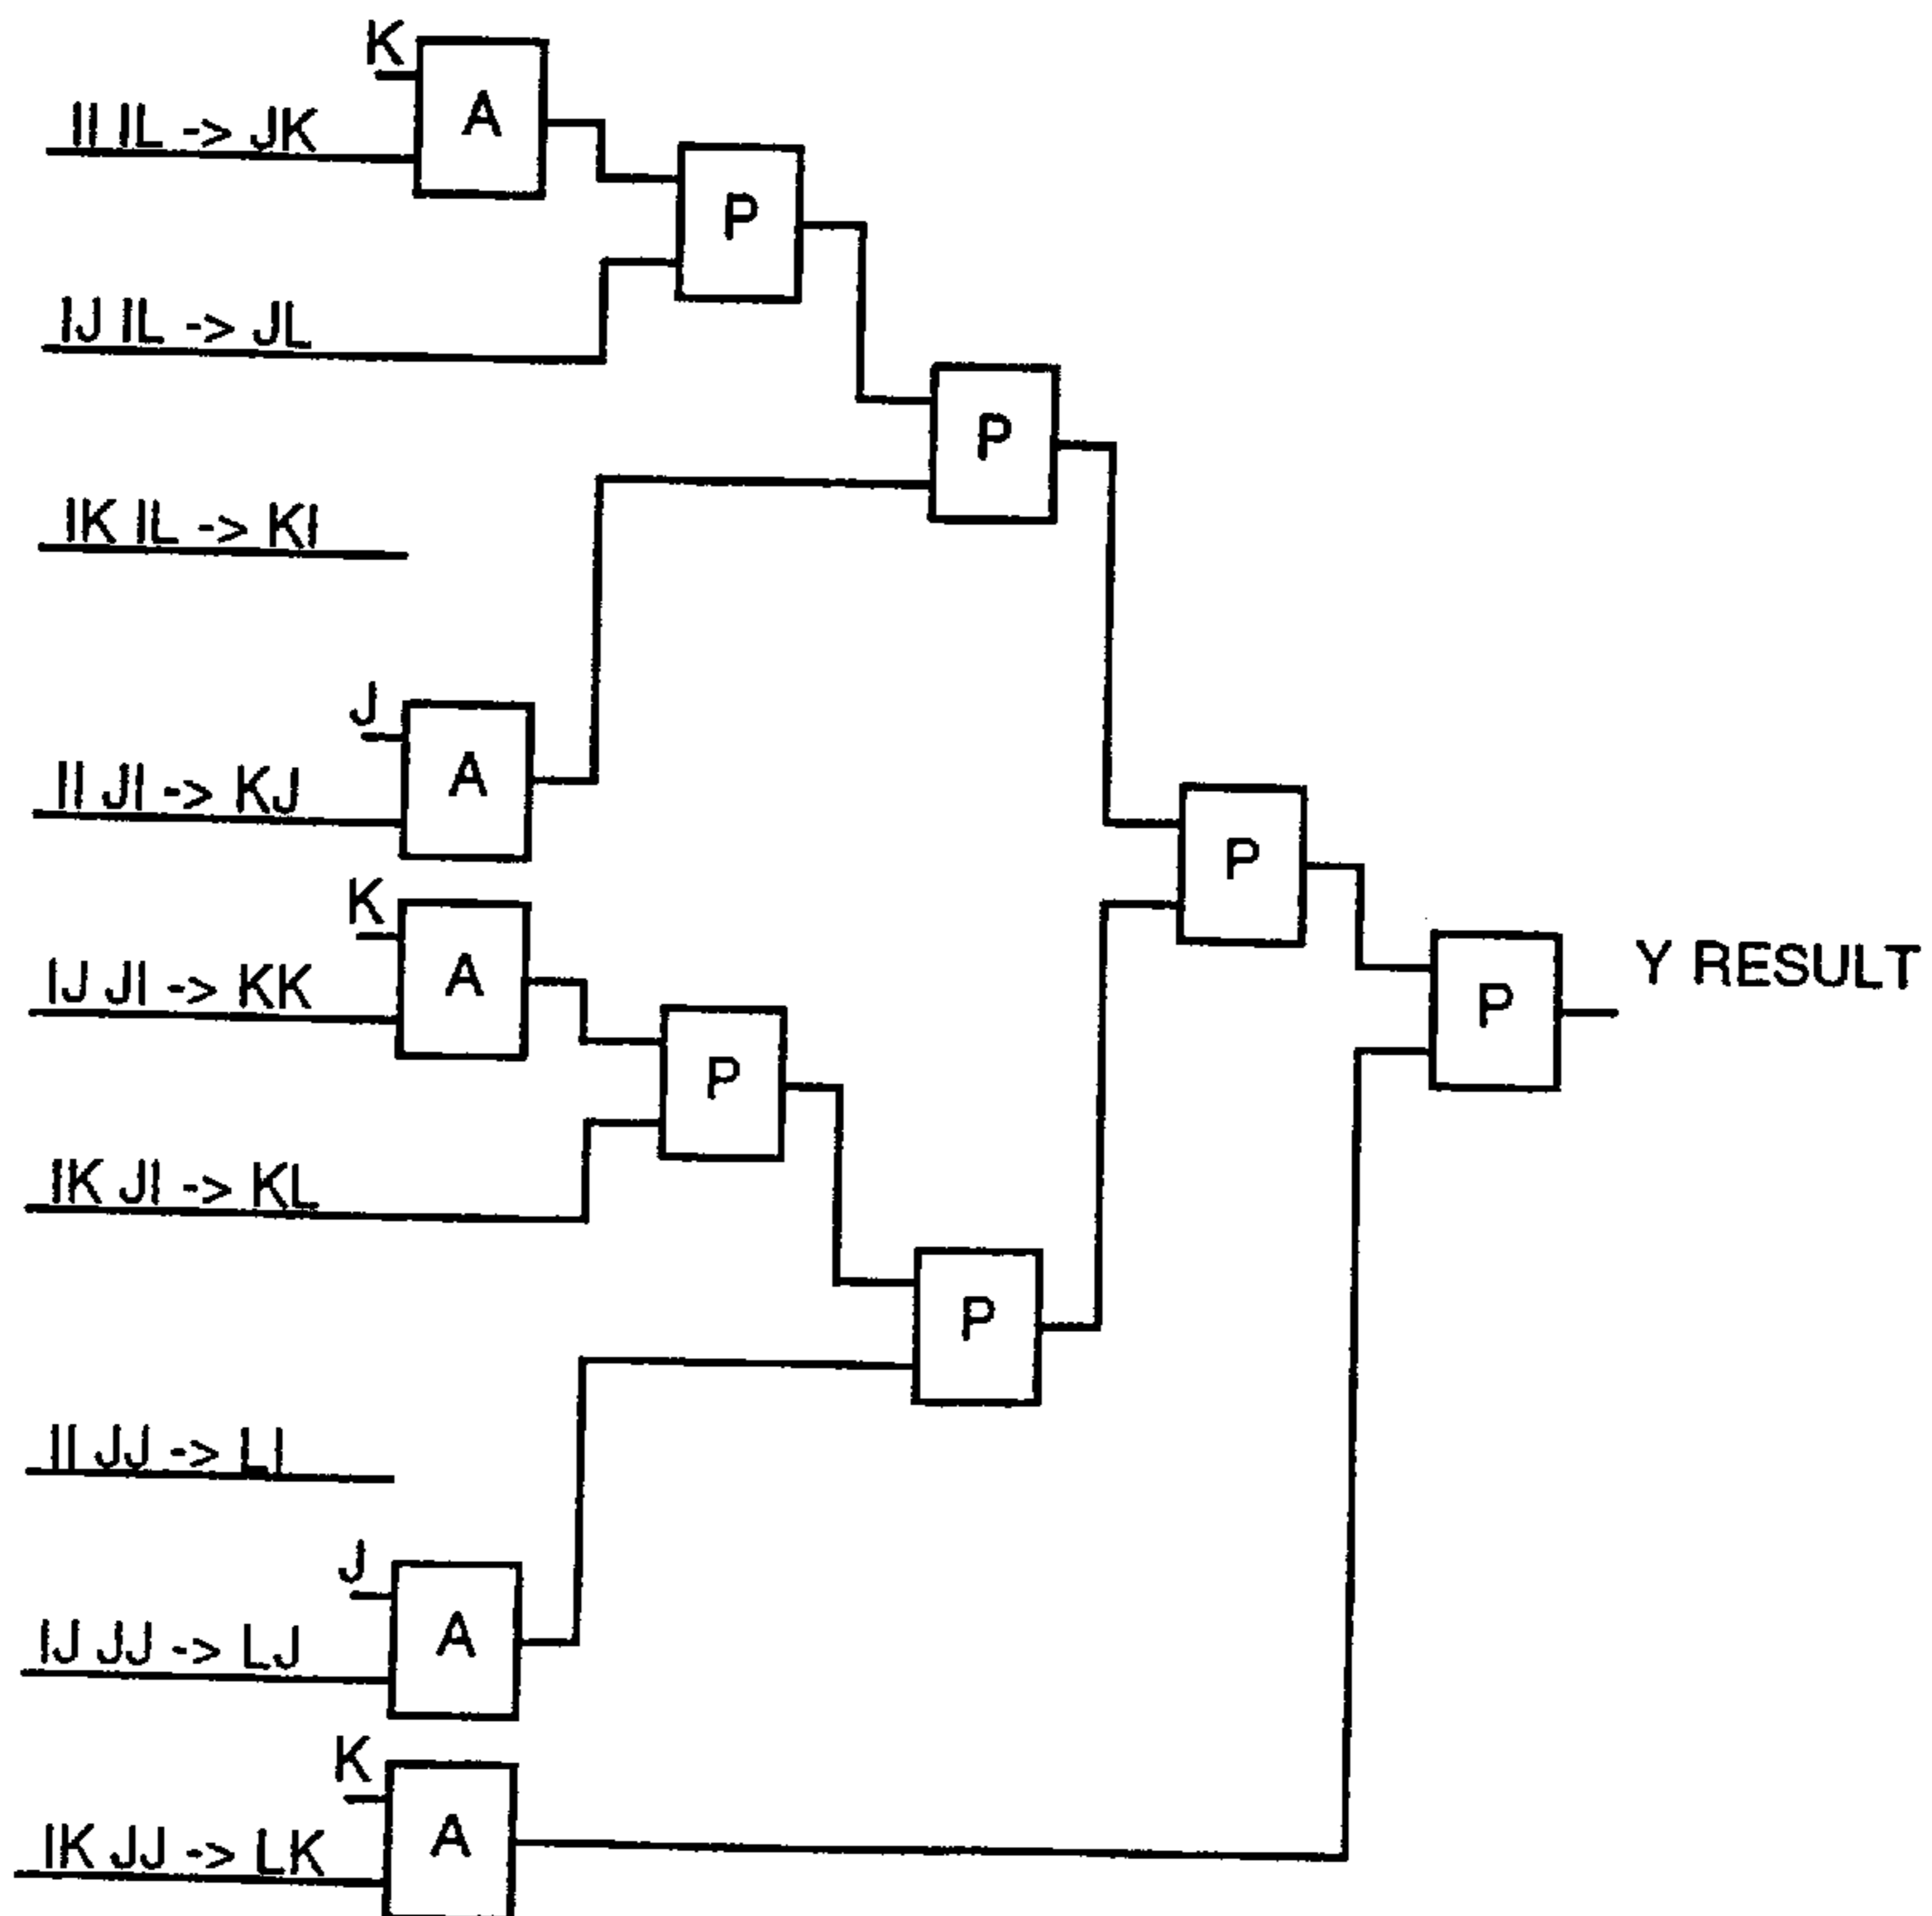 K
A
II IL -> JK
P
IJ IL -> JL
P
IK IL -> KI
J
A
II JI -> KJ
P
K
A
IJ JI -> KK
Y RESULT
P
P
IK JI -> KL
P
II JJ -> LI
J
A
IJ JJ -> LJ
K
A
IK JJ -> LK